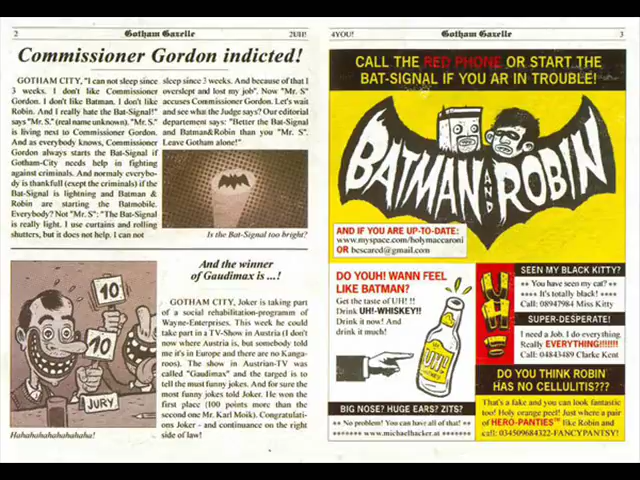 2 Gotham Gazelle 2UH!
Commissioner Gordon indicted!
GOTHAM CITY, "I can not sleep since
3 weeks. I don't like Commissioner
Gordon. I don't like Batman. I don't like
Robin. And I really hate the Bat-Signal!"
says "Mr. S." (real name unknown). "Mr. S."
is living next to Commissioner Gordon.
And as everybody knows, Commissioner
Gordon always starts the Bat-Signal if
Gotham-City needs help in fighting
against criminals. And normaly everybo-
dy is thankfull (exept the criminals) if the
Bat-Signal is lightning and Batman &
Robin are starting the Batmobile.
Everybody? Not "Mr. S": "The Bat-Signal
is really light. I use curtains and rolling
shutters, but it does not help. I can not
sleep since 3 weeks. And because of that I
overslept and lost my job". Now "Mr. S"
accuses Commissioner Gordon. Let's wait
and see what the Judge says? Our editorial
departement says: "Better the Bat-Signal
and Batman&Robin than you "Mr. S".
Leave Gotham alone!"
Is the Bat-Signal too bright?
10
10
JURY
Hahahahahahahaha!
And the winner
of Gaudimax is ...!
GOTHAM CITY, Joker is taking part
of a social rehabilitation-programm of
Wayne-Enterprises. This week he could
take part in a TV-Show in Austria (I don't
now where Austria is, but somebody told
me it's in Europe and there are no Kanga-
roos). The show in Austrian-TV was
called "Gaudimax" and the targed is to
tell the must funny jokes. And for sure the
most funny jokes told Joker. He won the
first place (100 points more than the
second one Mr. Karl Moik). Congratulati-
ons Joker - and continuance on the right
side of law!
4YOU! Gotham Gazelle 3
CALL THE RED PHONE OR START THE
BAT-SIGNAL IF YOU AR IN TROUBLE!
BATMAN AND ROBIN
AND IF YOU ARE UP-TO-DATE:
www.myspace.com/holymaccaroni
OR bescared@gmail.com
DO YOUH! WANN FEEL
LIKE BATMAN?
Get the taste of UH! !!
Drink UH!-WHISKEY!!
Drink it now! And
drink it much!
UH!
BIG NOSE? HUGE EARS? ZITS?
** No problem! You can have all of that! **
www.michaelhacker.at
UH!
SEEN MY BLACK KITTY?
** You have seen my cat? **
** It's totally black! **
Call: 08947984 Miss Kitty
SUPER-DESPERATE!
I need a Job. I do everything.
Really EVERYTHING!!!!!!!
Call: 04843489 Clarke Kent
DO YOU THINK ROBIN
HAS NO CELLULITIS???
That's a fake and you can look fantastic
too! Holy orange peel! Just where a pair
of HERO-PANTIES™ like Robin and
call: 034509684322-FANCYPANTSY!